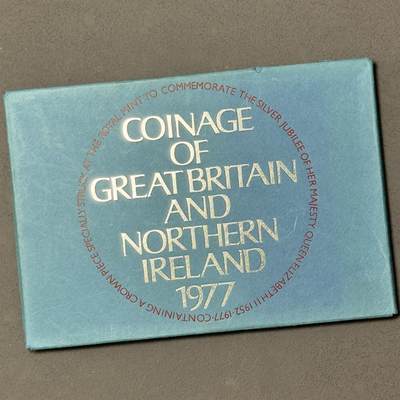 COINAGE
OF
GREAT BRITAIN
AND
NORTHERN
IRELAND
1977
CONTAINING A CROWN PIECE SPECIALLY STRUCK AT THE ROYAL MINT TO COMMEMORATE THE SILVER JUBILEE OF HER MAJESTY QUEEN ELIZABETH II 1952·1977·